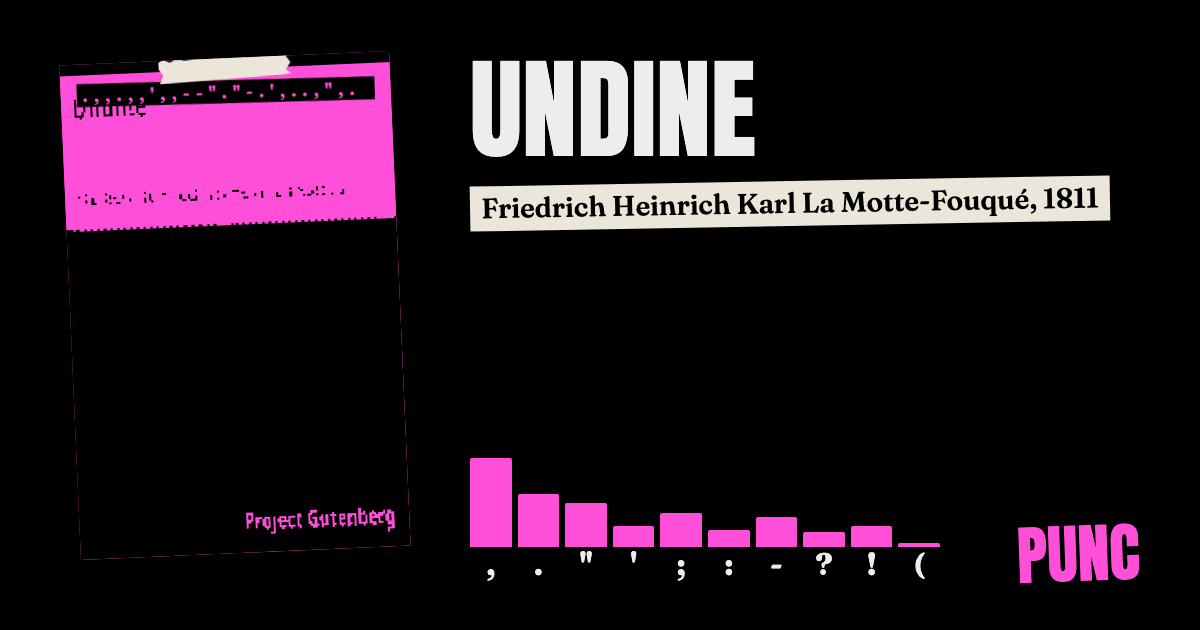 .,,.,,',,--"."-.',..,",.
Project Gutenberg
UNDINE
Friedrich Heinrich Karl La Motte-Fouqué, 1811
, . " ' ; : - ? ! (
PUNC